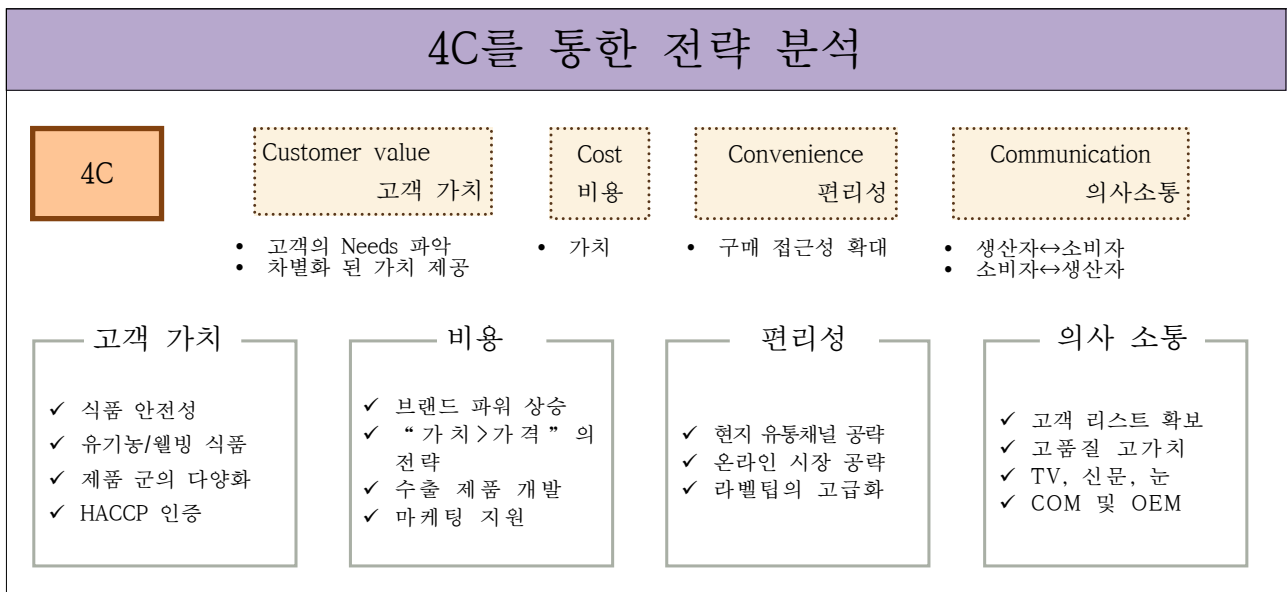 4C를 통한 전략 분석
4C
Customer value
고객 가치
Cost
비용
Convenience
편리성
Communication
의사소통
• 고객의 Needs 파악
• 차별화 된 가치 제공
• 가치
• 구매 접근성 확대
• 생산자↔소비자
• 소비자↔생산자
고객 가치
✓ 식품 안전성
✓ 유기농/웰빙 식품
✓ 제품 군의 다양화
✓ HACCP 인증
비용
✓ 브랜드 파워 상승
✓ “가치>가격”의
전략
✓ 수출 제품 개발
✓ 마케팅 지원
편리성
✓ 현지 유통채널 공략
✓ 온라인 시장 공략
✓ 라벨팁의 고급화
의사 소통
✓ 고객 리스트 확보
✓ 고품질 고가치
✓ TV, 신문, 눈
✓ COM 및 OEM